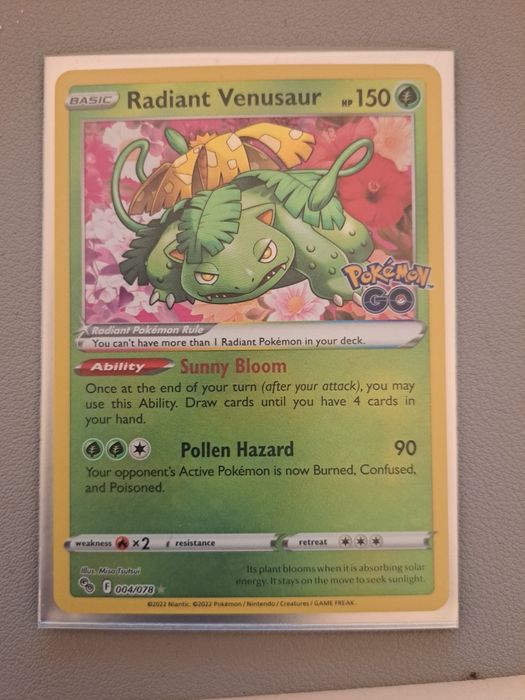 BASIC Radiant Venusaur HP 150
Pokémon
GO
Radiant Pokémon Rule
You can't have more than 1 Radiant Pokémon in your deck.
Ability Sunny Bloom
Once at the end of your turn (after your attack), you may
use this Ability. Draw cards until you have 4 cards in
your hand.
Pollen Hazard 90
Your opponent's Active Pokémon is now Burned, Confused,
and Poisoned.
weakness ×2 resistance retreat
Illus. Misa Tsutsui
Its plant blooms when it is absorbing solar
energy. It stays on the move to seek sunlight.
F 004/078
©2022 Niantic. ©2022 Pokémon / Nintendo / Creatures / GAME FREAK.